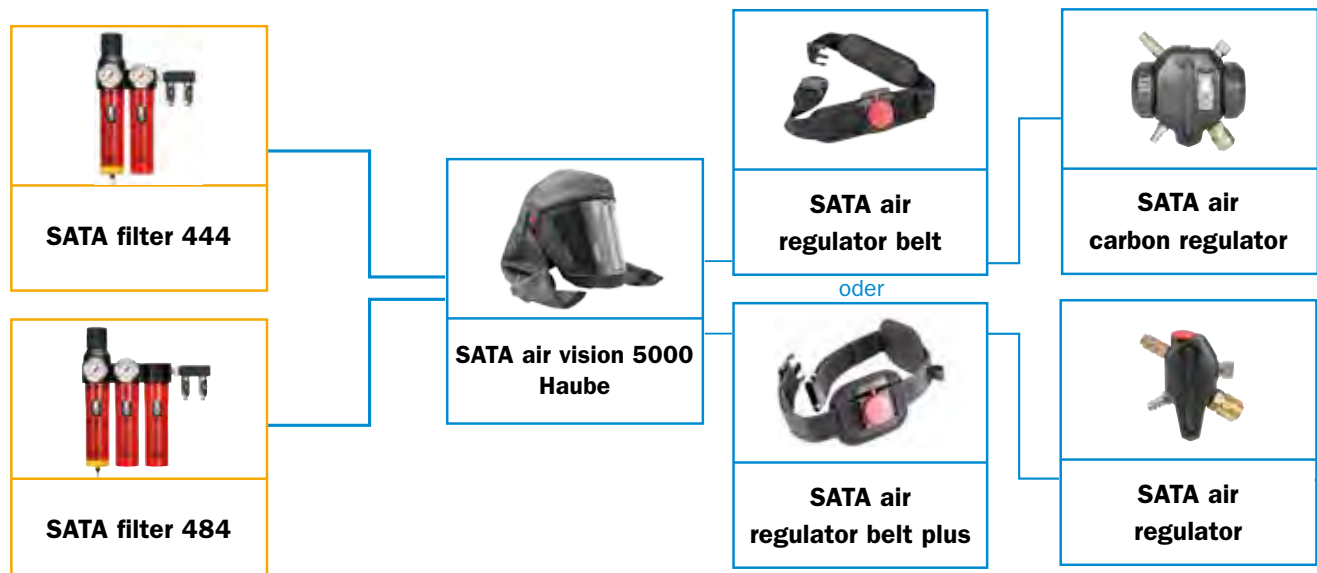 SATA filter 444
SATA filter 484
SATA air vision 5000
Haube
SATA air
regulator belt
oder
SATA air
regulator belt plus
SATA air
carbon regulator
SATA air
regulator